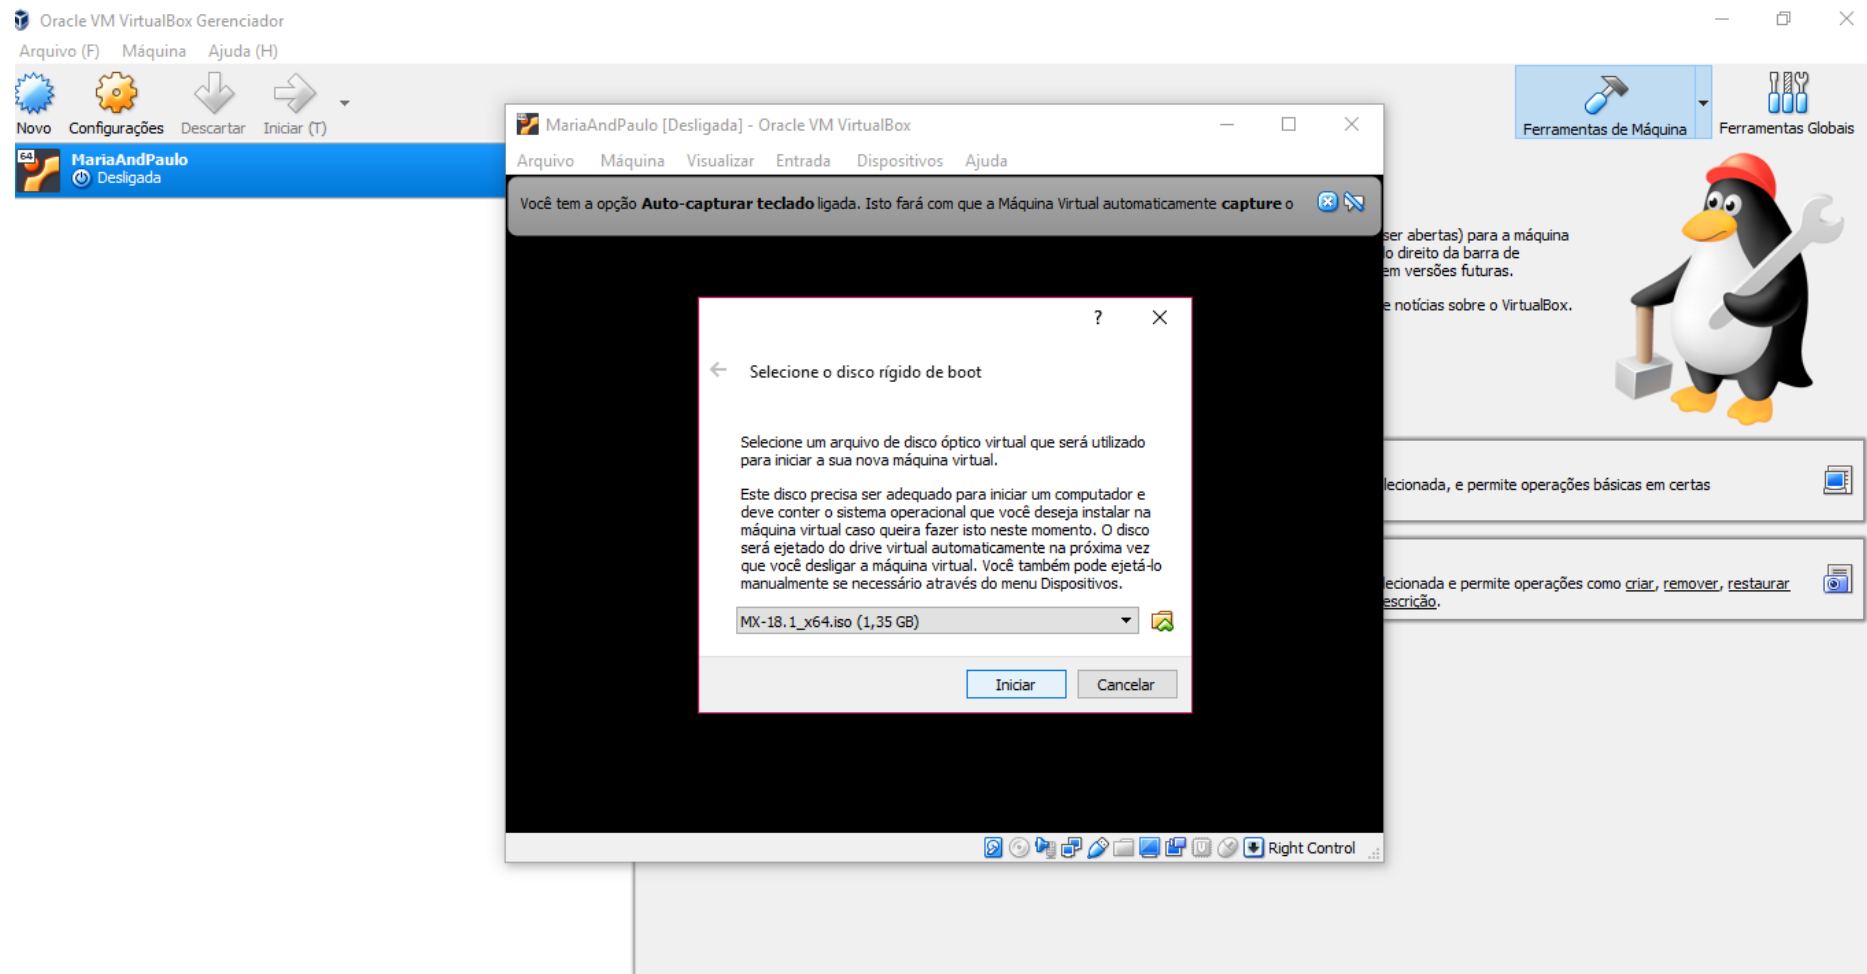 Oracle VM VirtualBox Gerenciador
Arquivo (F) Máquina Ajuda (H)
Novo Configurações Descartar Iniciar (T)
Ferramentas de Máquina Ferramentas Globais
64
MariaAndPaulo
Desligada
MariaAndPaulo [Desligada] - Oracle VM VirtualBox
Arquivo Máquina Visualizar Entrada Dispositivos Ajuda
Você tem a opção Auto-capturar teclado ligada. Isto fará com que a Máquina Virtual automaticamente capture o
?
Selecione o disco rígido de boot
Selecione um arquivo de disco óptico virtual que será utilizado
para iniciar a sua nova máquina virtual.
Este disco precisa ser adequado para iniciar um computador e
deve conter o sistema operacional que você deseja instalar na
máquina virtual caso queira fazer isto neste momento. O disco
será ejetado do drive virtual automaticamente na próxima vez
que você desligar a máquina virtual. Você também pode ejetá-lo
manualmente se necessário através do menu Dispositivos.
MX-18.1_x64.iso (1,35 GB)
Iniciar Cancelar
Right Control
ser abertas) para a máquina
o direito da barra de
em versões futuras.
e notícias sobre o VirtualBox.
lecionada, e permite operações básicas em certas
lecionada e permite operações como criar, remover, restaurar
escrição.